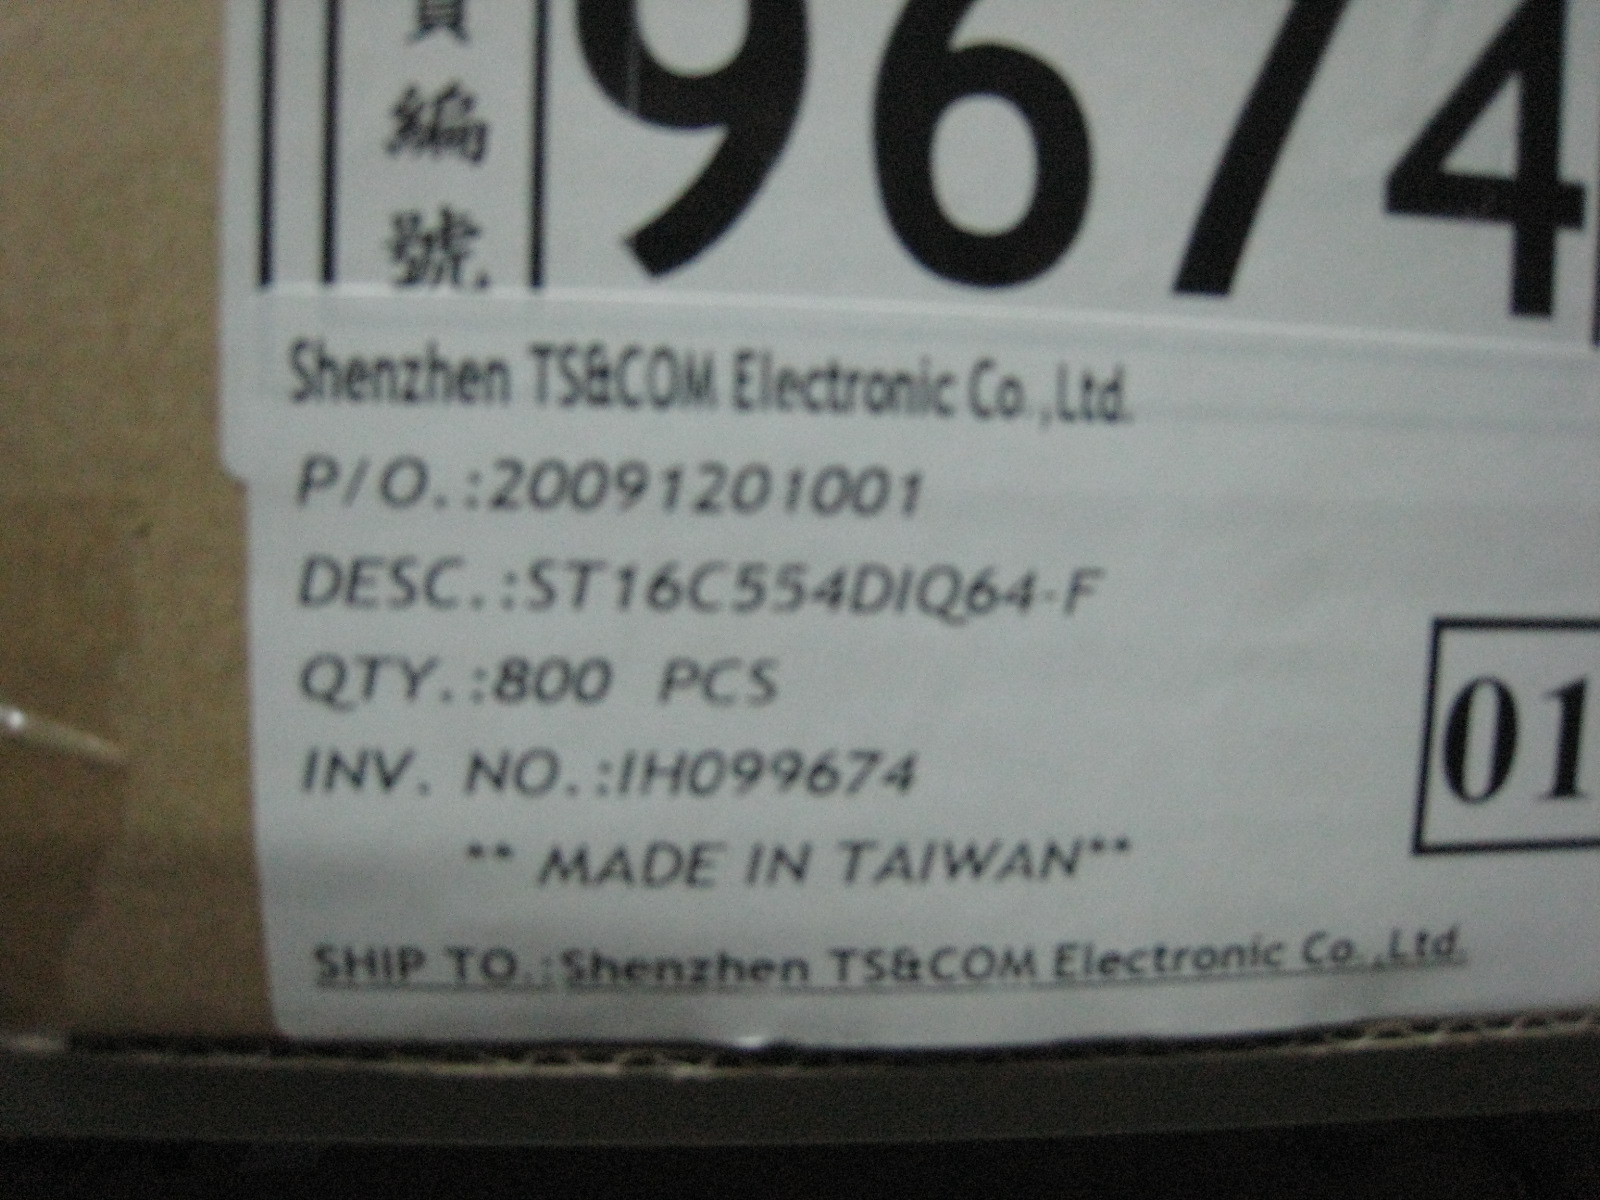 編
號
9674
Shenzhen TS&COM Electronic Co.,Ltd.
P/O.:20091201001
DESC.:ST16C554DIQ64-F
QTY.:800 PCS
01
INV. NO.:IH099674
** MADE IN TAIWAN**
SHIP TO.:Shenzhen TS&COM Electronic Co.,Ltd.